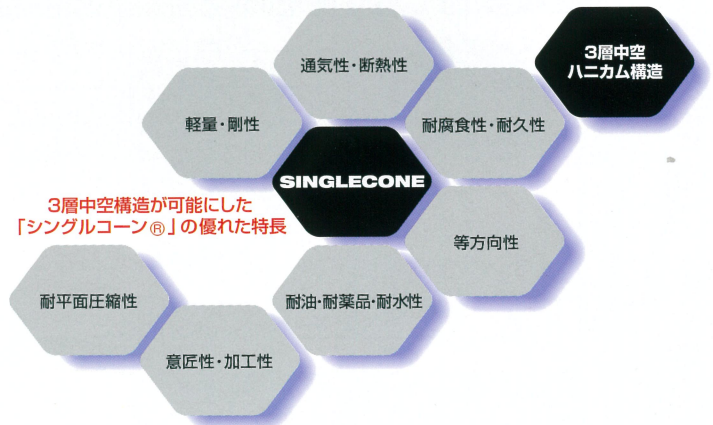 通気性・断熱性
3層中空
ハニカム構造
軽量・剛性
耐腐食性・耐久性
SINGLECONE
3層中空構造が可能にした
「シングルコーン®」の優れた特長
等方向性
耐平面圧縮性
耐油・耐薬品・耐水性
意匠性・加工性